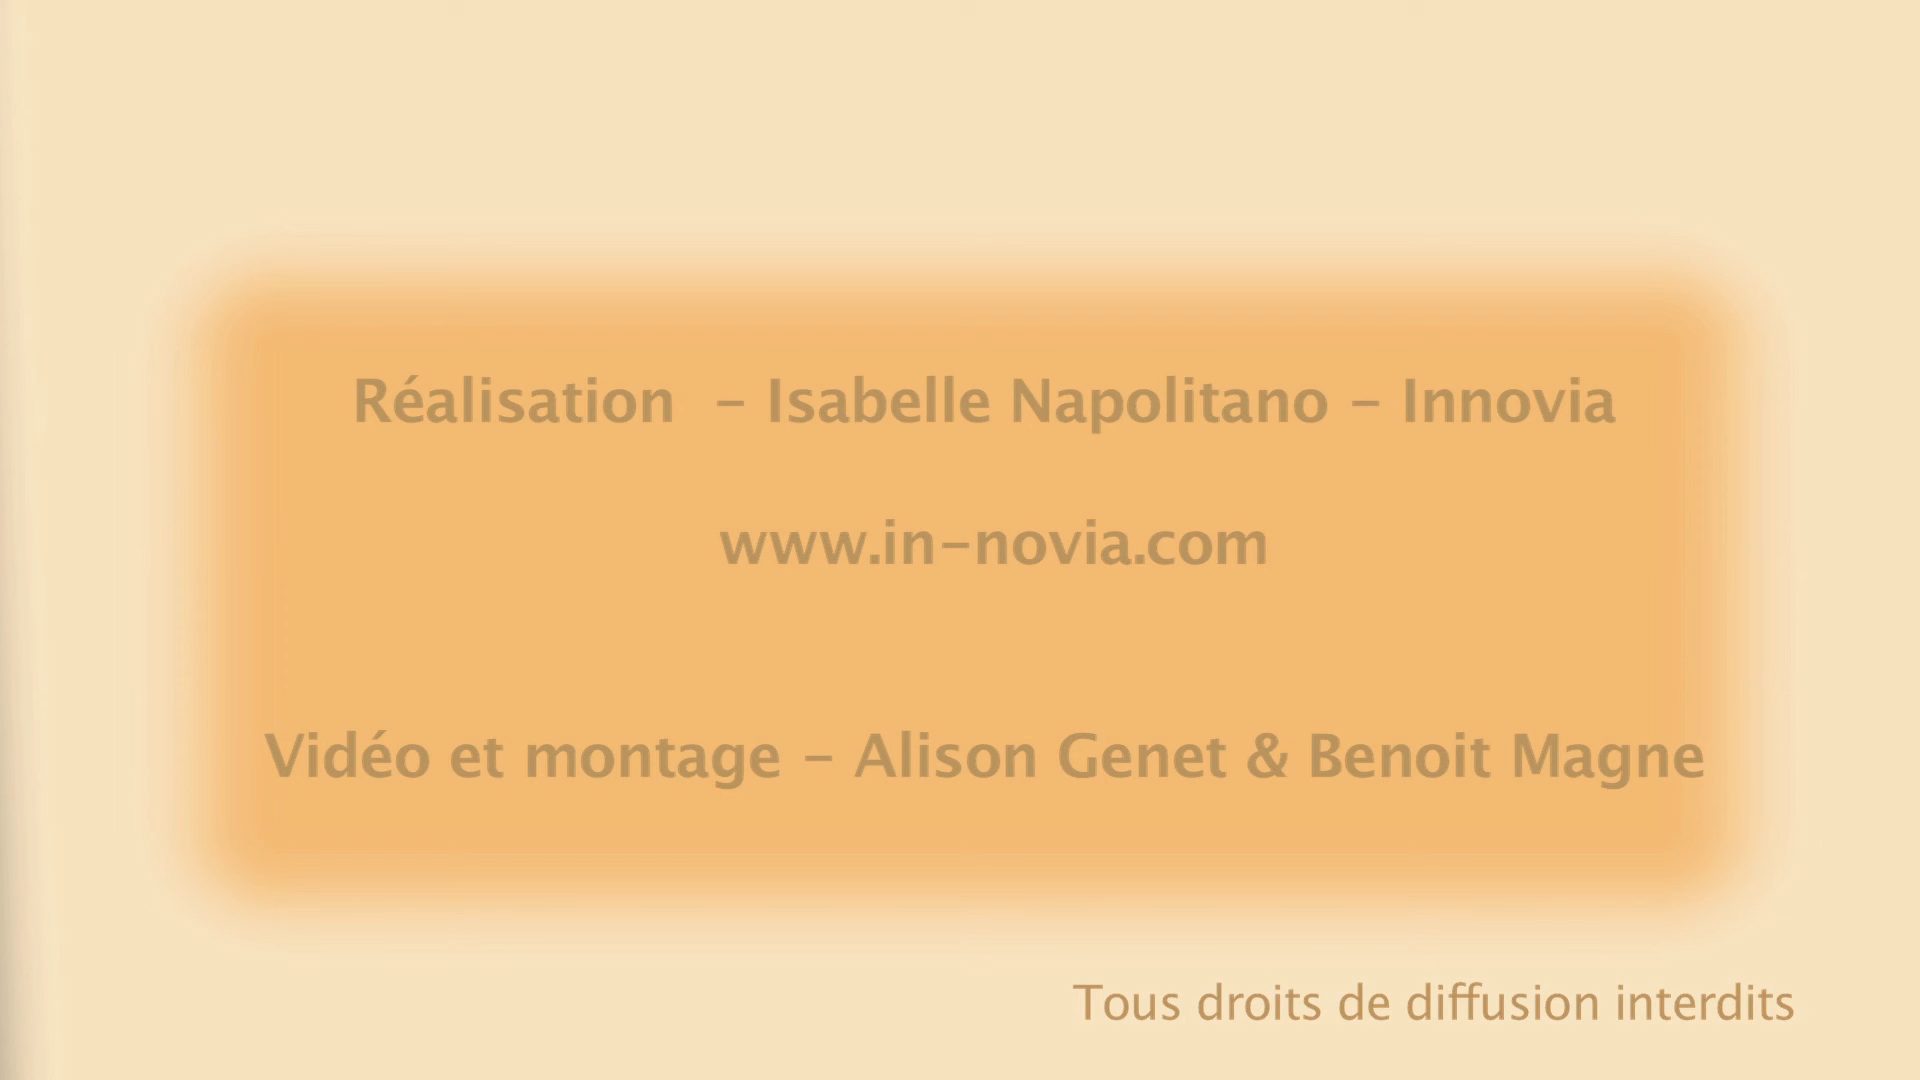 Réalisation  - Isabelle Napolitano - Innovia
www.in-novia.com
Vidéo et montage - Alison Genet & Benoit Magne
Tous droits de diffusion interdits